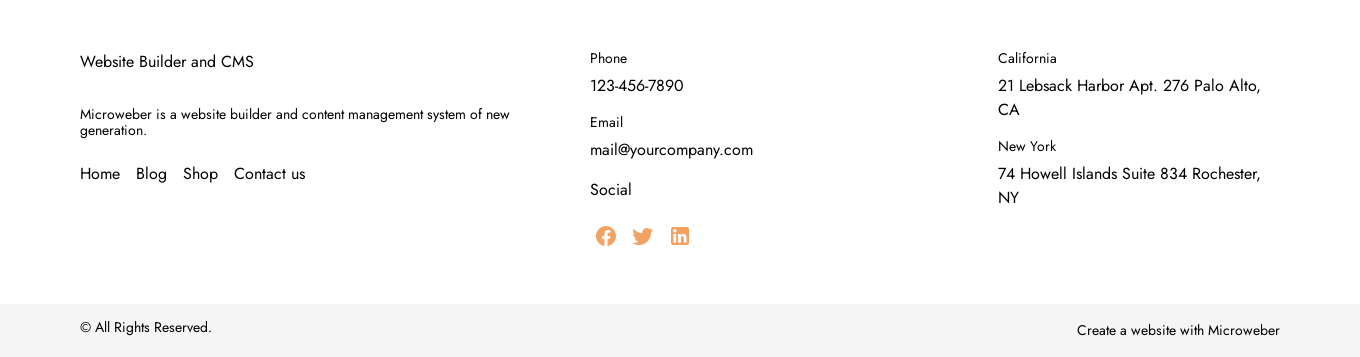 Website Builder and CMS
Microweber is a website builder and content management system of new
generation.
Home Blog Shop Contact us
Phone
123-456-7890
Email
mail@yourcompany.com
Social
California
21 Lebsack Harbor Apt. 276 Palo Alto,
CA
New York
74 Howell Islands Suite 834 Rochester,
NY
© All Rights Reserved.
Create a website with Microweber